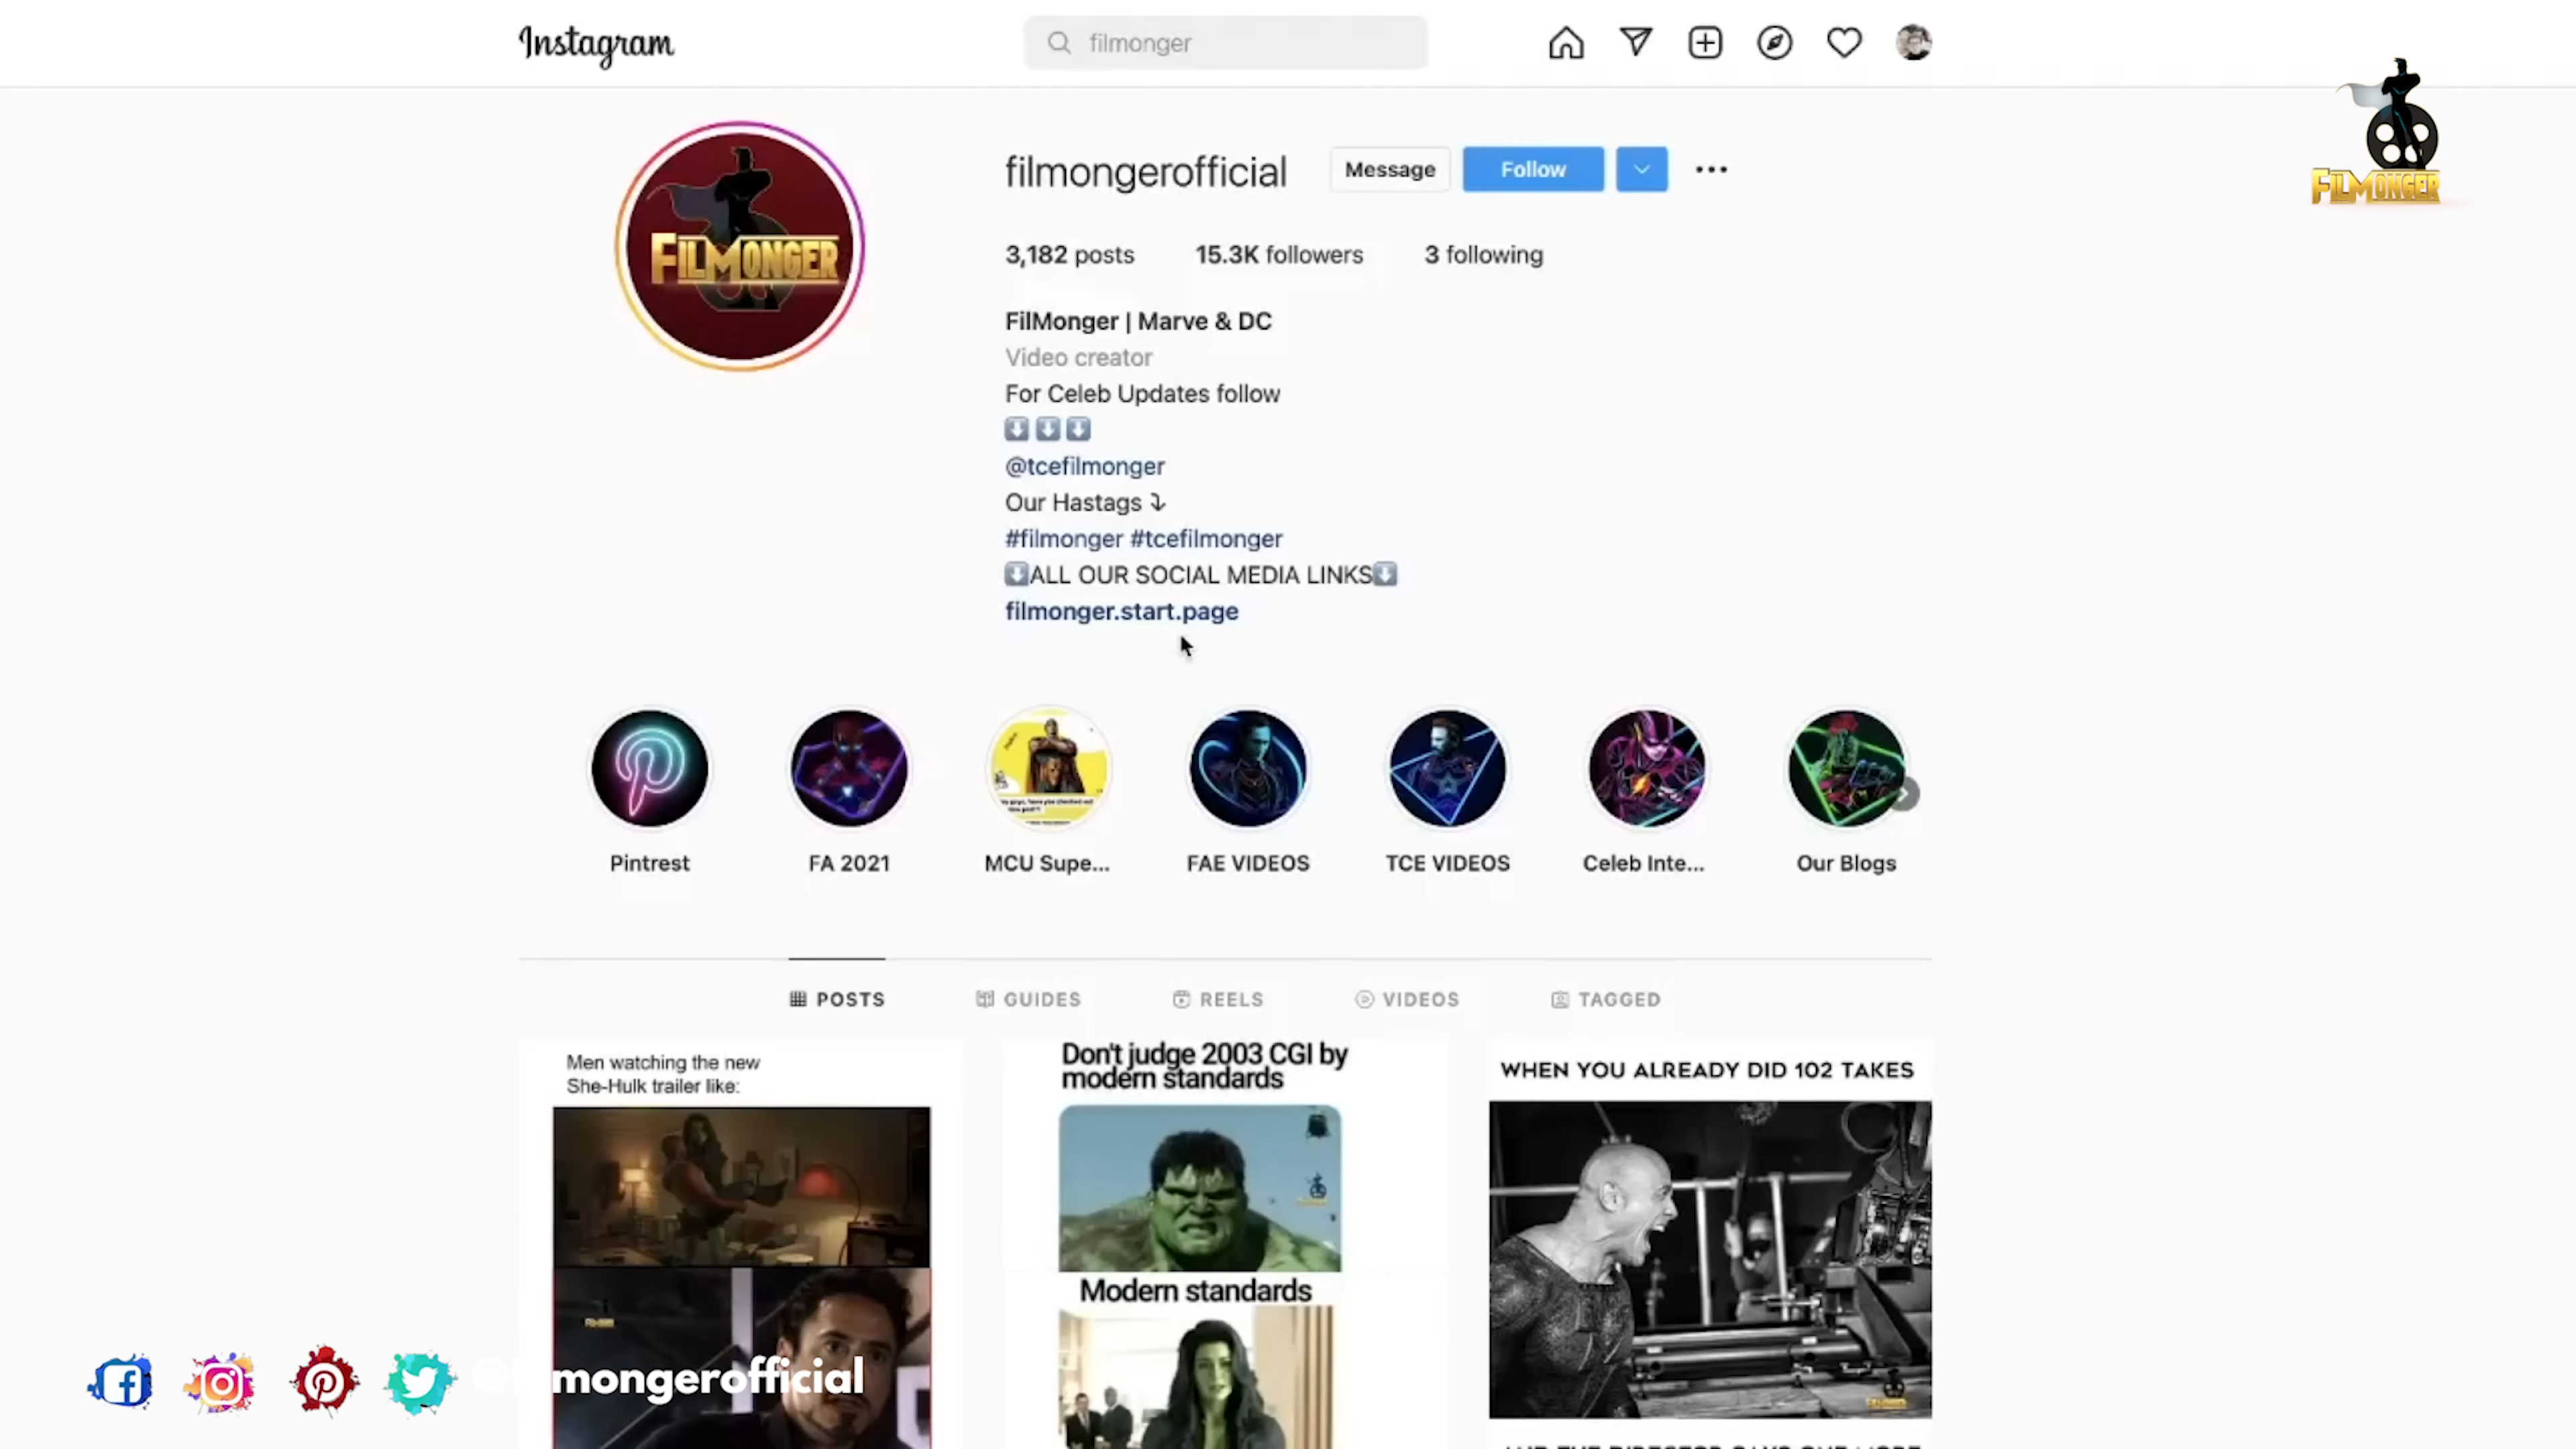 Instagram
filmonger
FILMONGER
FILMONGER
filmongerofficial
Message
Follow
3,182 posts
15.3K followers
3 following
FilMonger | Marve & DC
Video creator
For Celeb Updates follow
@tcefilmonger
Our Hastags
#filmonger #tcefilmonger
ALL OUR SOCIAL MEDIA LINKS
filmonger.start.page
Pintrest
FA 2021
MCU Supe...
FAE VIDEOS
TCE VIDEOS
Celeb Inte...
Our Blogs
POSTS
GUIDES
REELS
VIDEOS
TAGGED
Men watching the new
She-Hulk trailer like:
Don't judge 2003 CGI by
modern standards
Modern standards
WHEN YOU ALREADY DID 102 TAKES
mongerofficial